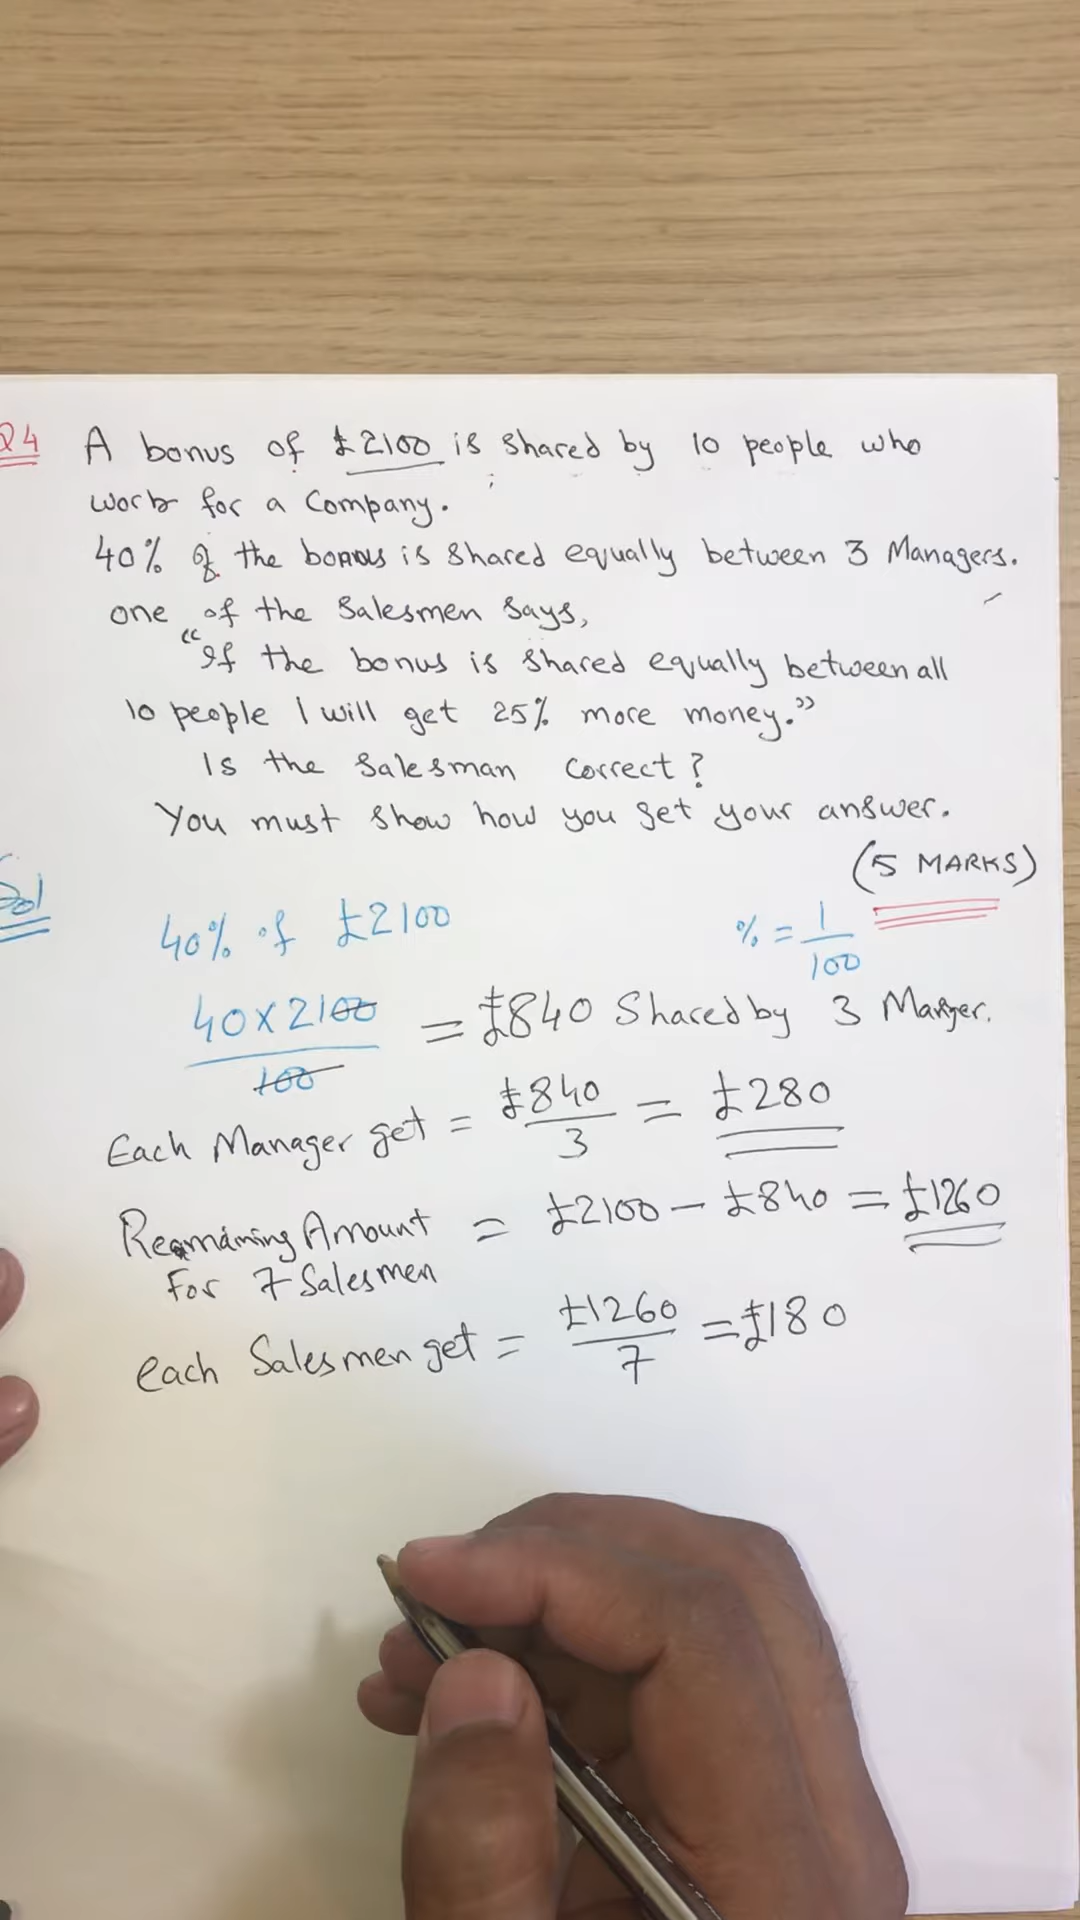 Q4 A bonus of £2100 is shared by 10 people who
work for a Company.
40% of the bonus is shared equally between 3 Managers.
one of the Salesmen says,
"If the bonus is shared equally between all
10 people I will get 25% more money."
Is the Salesman correct?
You must show how you get your answer.
(5 MARKS)
Sol
40% of £2100
% = 1/100
40 x 2100 / 100 = £840 Shared by 3 Manger.
Each Manager get = £840/3 = £280
Remaining Amount = £2100 - £840 = £1260
For 7 Salesmen
each Salesmen get = £1260/7 = £180